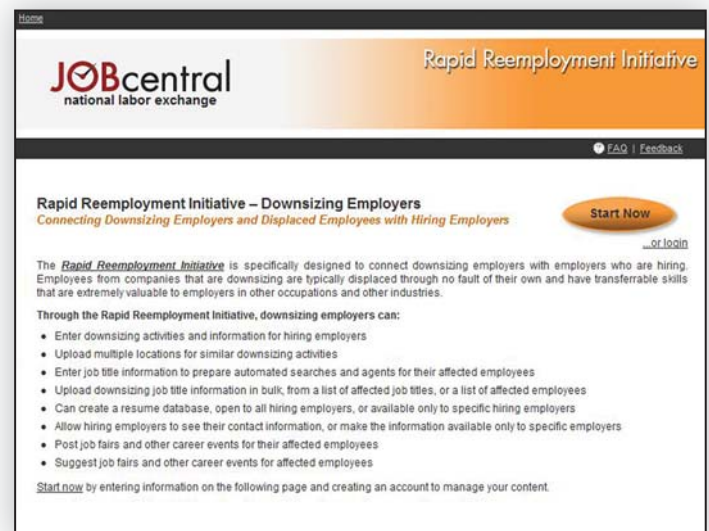 Home
JOBcentral
national labor exchange
Rapid Reemployment Initiative
? FAQ | Feedback
Rapid Reemployment Initiative – Downsizing Employers
Connecting Downsizing Employers and Displaced Employees with Hiring Employers
Start Now
...or login
The Rapid Reemployment Initiative is specifically designed to connect downsizing employers with employers who are hiring.
Employees from companies that are downsizing are typically displaced through no fault of their own and have transferrable skills
that are extremely valuable to employers in other occupations and other industries.
Through the Rapid Reemployment Initiative, downsizing employers can:
• Enter downsizing activities and information for hiring employers
• Upload multiple locations for similar downsizing activities
• Enter job title information to prepare automated searches and agents for their affected employees
• Upload downsizing job title information in bulk, from a list of affected job titles, or a list of affected employees
• Can create a resume database, open to all hiring employers, or available only to specific hiring employers
• Allow hiring employers to see their contact information, or make the information available only to specific employers
• Post job fairs and other career events for their affected employees
• Suggest job fairs and other career events for affected employees
Start now by entering information on the following page and creating an account to manage your content.